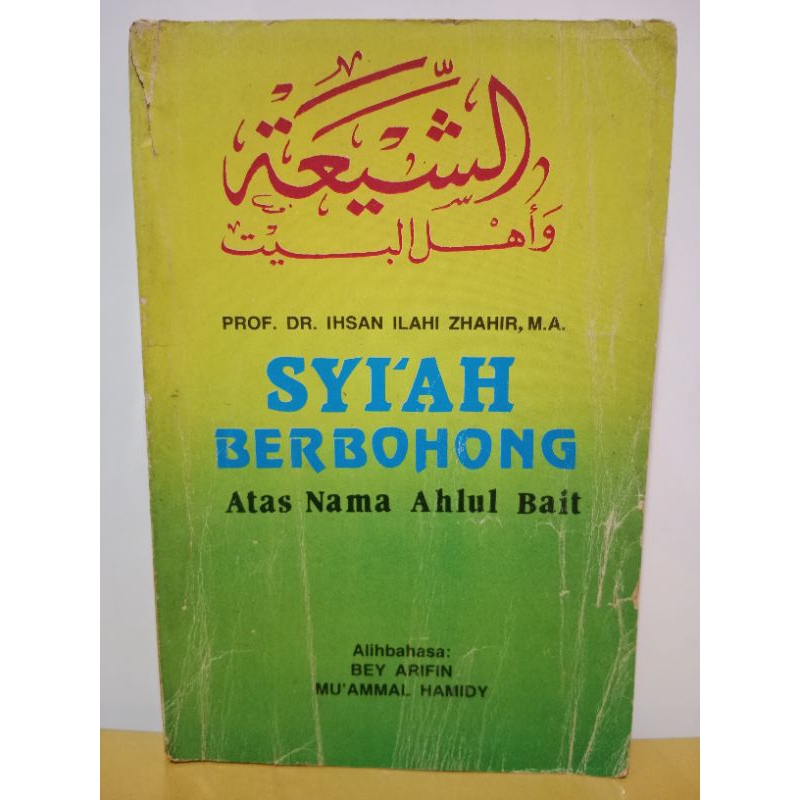 الشيعة
وأهل البيت
PROF. DR. IHSAN ILAHI ZHAHIR, M.A.
SYI'AH
BERBOHONG
Atas Nama Ahlul Bait
Alihbahasa:
BEY ARIFIN
MU'AMMAL HAMIDY